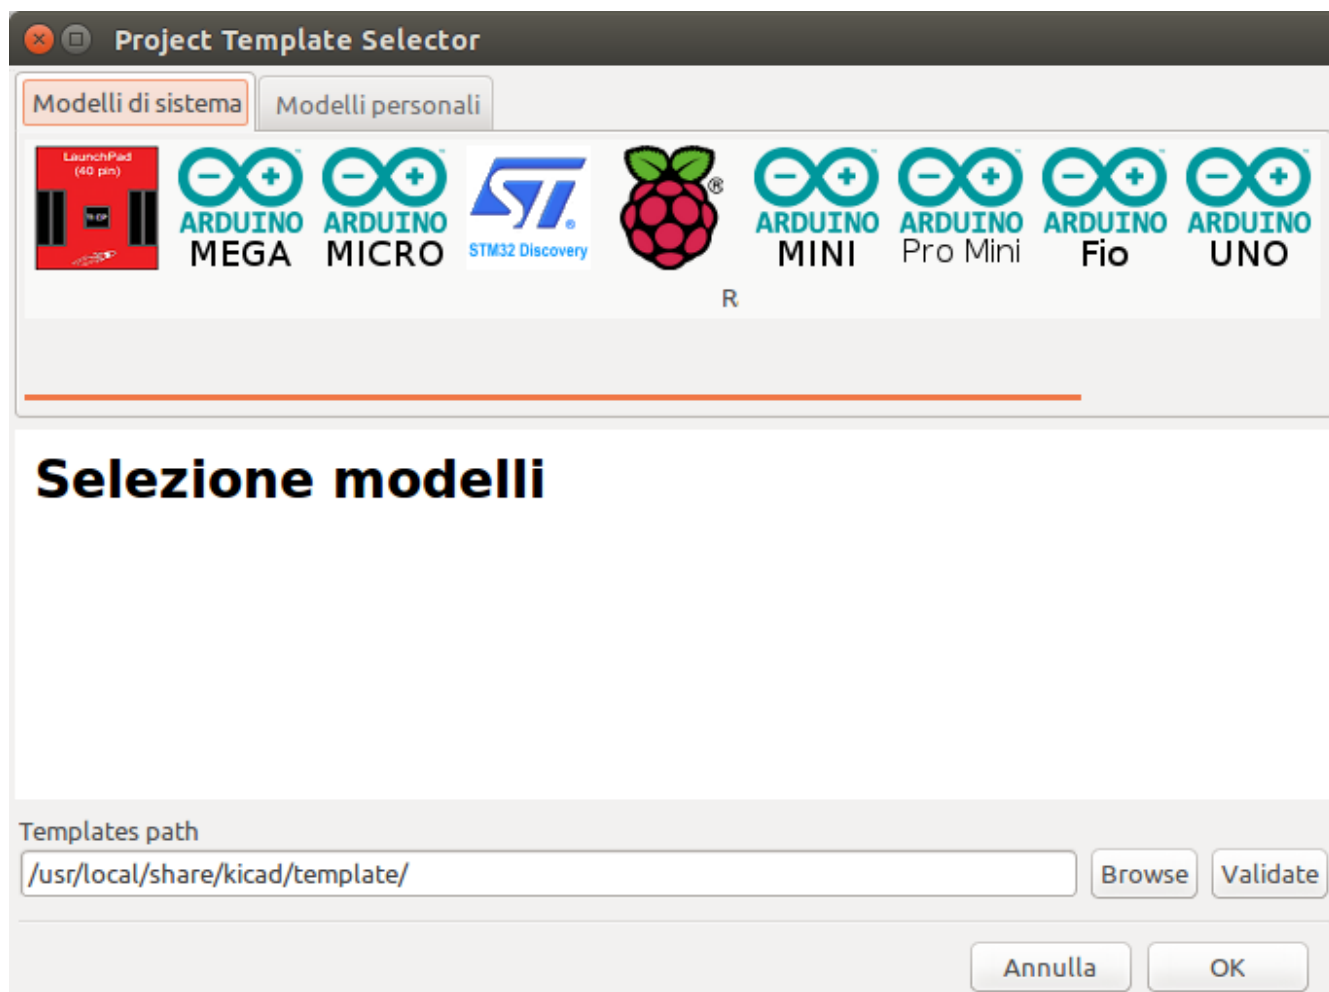 Project Template Selector
Modelli di sistema Modelli personali
LaunchPad
(40 pin)
ARDUINO MEGA
ARDUINO MICRO
ST
STM32 Discovery
®
ARDUINO MINI
ARDUINO Pro Mini
ARDUINO Fio
ARDUINO UNO
R
Selezione modelli
Templates path
/usr/local/share/kicad/template/ Browse Validate
Annulla OK